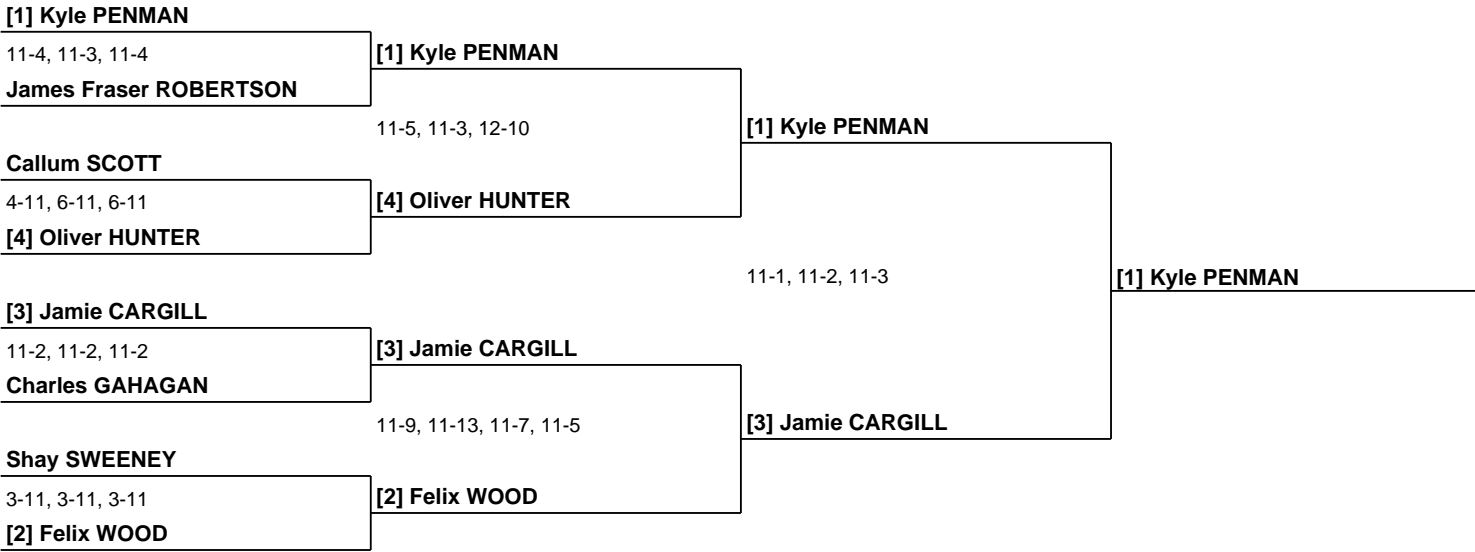 [1] Kyle PENMAN
11-4, 11-3, 11-4
James Fraser ROBERTSON
Callum SCOTT
4-11, 6-11, 6-11
[4] Oliver HUNTER
[3] Jamie CARGILL
11-2, 11-2, 11-2
Charles GAHAGAN
Shay SWEENEY
3-11, 3-11, 3-11
[2] Felix WOOD
[1] Kyle PENMAN
11-5, 11-3, 12-10
[4] Oliver HUNTER
[3] Jamie CARGILL
11-9, 11-13, 11-7, 11-5
[2] Felix WOOD
[1] Kyle PENMAN
11-1, 11-2, 11-3
[3] Jamie CARGILL
[1] Kyle PENMAN